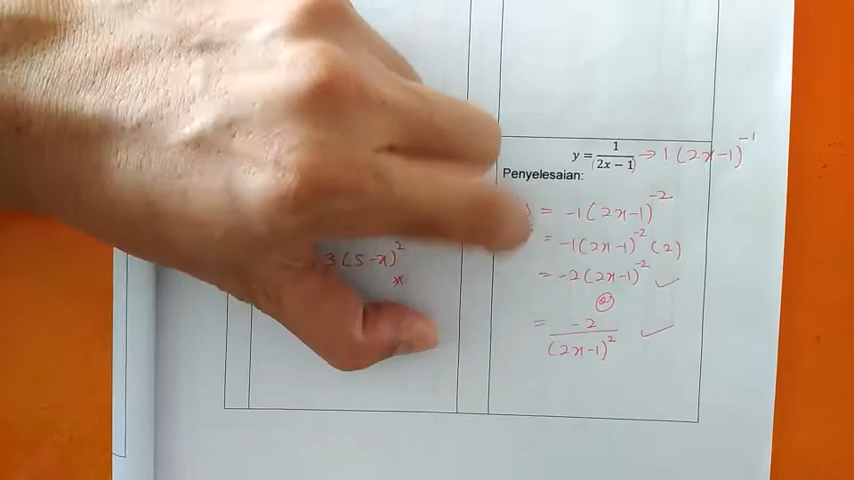 3(5-x)²
*
y = 1/(2x − 1) → 1(2x-1)⁻¹
Penyelesaian:
= -1(2x-1)⁻²
= -1(2x-1)⁻²(2)
= -2(2x-1)⁻² ✓
@
= -2/(2x-1)² ✓